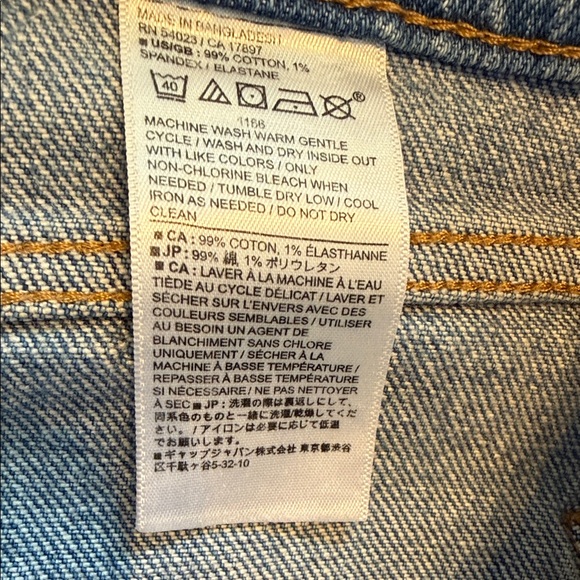 MADE IN BANGLADESH
RN 54023 / CA 17897
■ US/GB : 99% COTTON, 1%
SPANDEX / ELASTANE
40
®
1166
MACHINE WASH WARM GENTLE
CYCLE / WASH AND DRY INSIDE OUT
WITH LIKE COLORS / ONLY
NON-CHLORINE BLEACH WHEN
NEEDED / TUMBLE DRY LOW / COOL
IRON AS NEEDED / DO NOT DRY
CLEAN
■ CA : 99% COTTON, 1% ÉLASTHANNE
■ JP : 99% 綿, 1% ポリウレタン
■ CA : LAVER À LA MACHINE À L'EAU
TIÈDE AU CYCLE DÉLICAT / LAVER ET
SÉCHER SUR L'ENVERS AVEC DES
COULEURS SEMBLABLES / UTILISER
AU BESOIN UN AGENT DE
BLANCHIMENT SANS CHLORE
UNIQUEMENT / SÉCHER À LA
MACHINE À BASSE TEMPÉRATURE /
REPASSER À BASSE TEMPÉRATURE
SI NÉCESSAIRE / NE PAS NETTOYER
À SEC ■ JP : 洗濯の際は裏返しにして、
同系色のものと一緒に洗濯/乾燥してくだ
さい。/ アイロンは必要に応じて低温
でお願いします。
■ ギャップジャパン株式会社 東京都渋谷
区千駄ヶ谷5-32-10